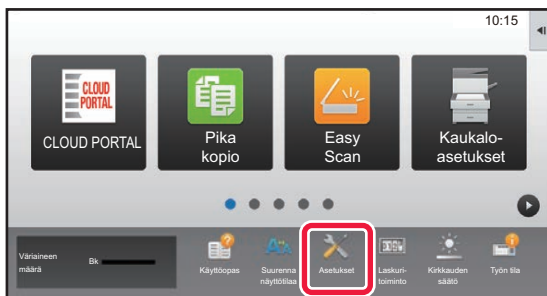 10:15
CLOUD
PORTAL
CLOUD PORTAL
Pika
kopio
Easy
Scan
Kaukalo-
asetukset
Väriaineen
määrä
Bk
Käyttöopas
Suurenna
näyttötilaa
Asetukset
Laskuri-
toiminto
Kirkkauden
säätö
Työn tila